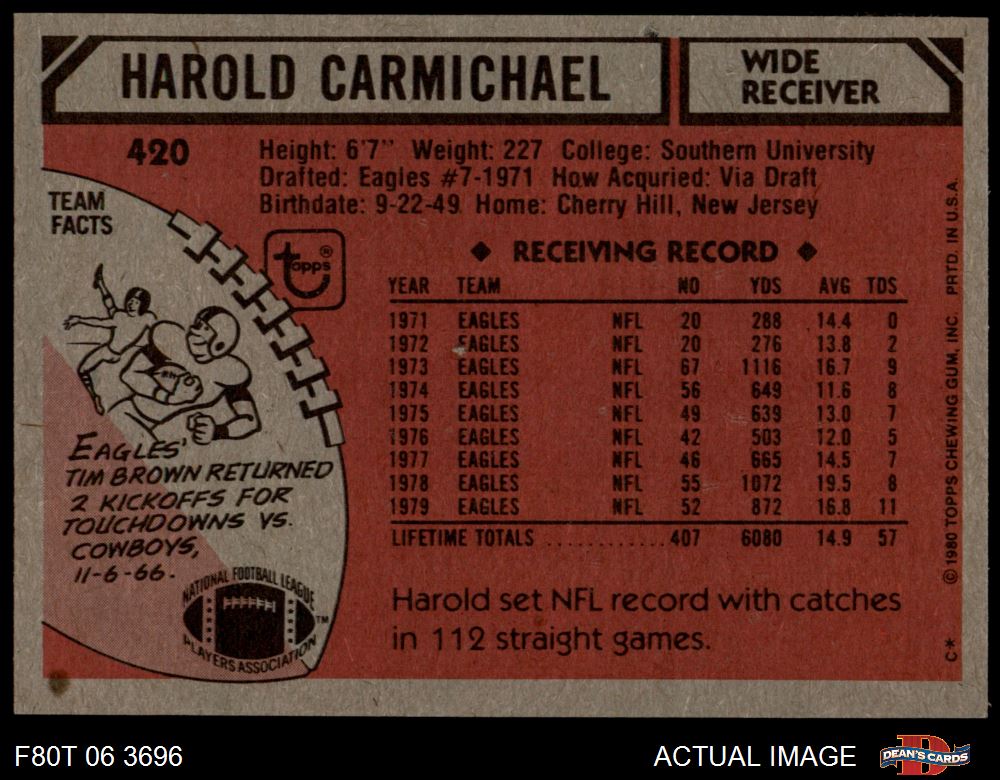 HAROLD CARMICHAEL
WIDE
RECEIVER
420
Height: 6'7" Weight: 227 College: Southern University
Drafted: Eagles #7-1971 How Acquried: Via Draft
Birthdate: 9-22-49 Home: Cherry Hill, New Jersey
TEAM
FACTS
topps®
◆ RECEIVING RECORD ◆
YEAR TEAM NO YDS AVG TDS
1971 EAGLES NFL 20 288 14.4 0
1972 EAGLES NFL 20 276 13.8 2
1973 EAGLES NFL 67 1116 16.7 9
1974 EAGLES NFL 56 649 11.6 8
1975 EAGLES NFL 49 639 13.0 7
1976 EAGLES NFL 42 503 12.0 5
1977 EAGLES NFL 46 665 14.5 7
1978 EAGLES NFL 55 1072 19.5 8
1979 EAGLES NFL 52 872 16.8 11
LIFETIME TOTALS ............ 407 6080 14.9 57
EAGLES'
TIM BROWN RETURNED
2 KICKOFFS FOR
TOUCHDOWNS VS.
COWBOYS,
11-6-66.
NATIONAL FOOTBALL LEAGUE
PLAYERS ASSOCIATION
TM
Harold set NFL record with catches
in 112 straight games.
© 1980 TOPPS CHEWING GUM, INC. PRTD. IN U.S.A.
C*
F80T 06 3696
ACTUAL IMAGE
DEAN'S CARDS